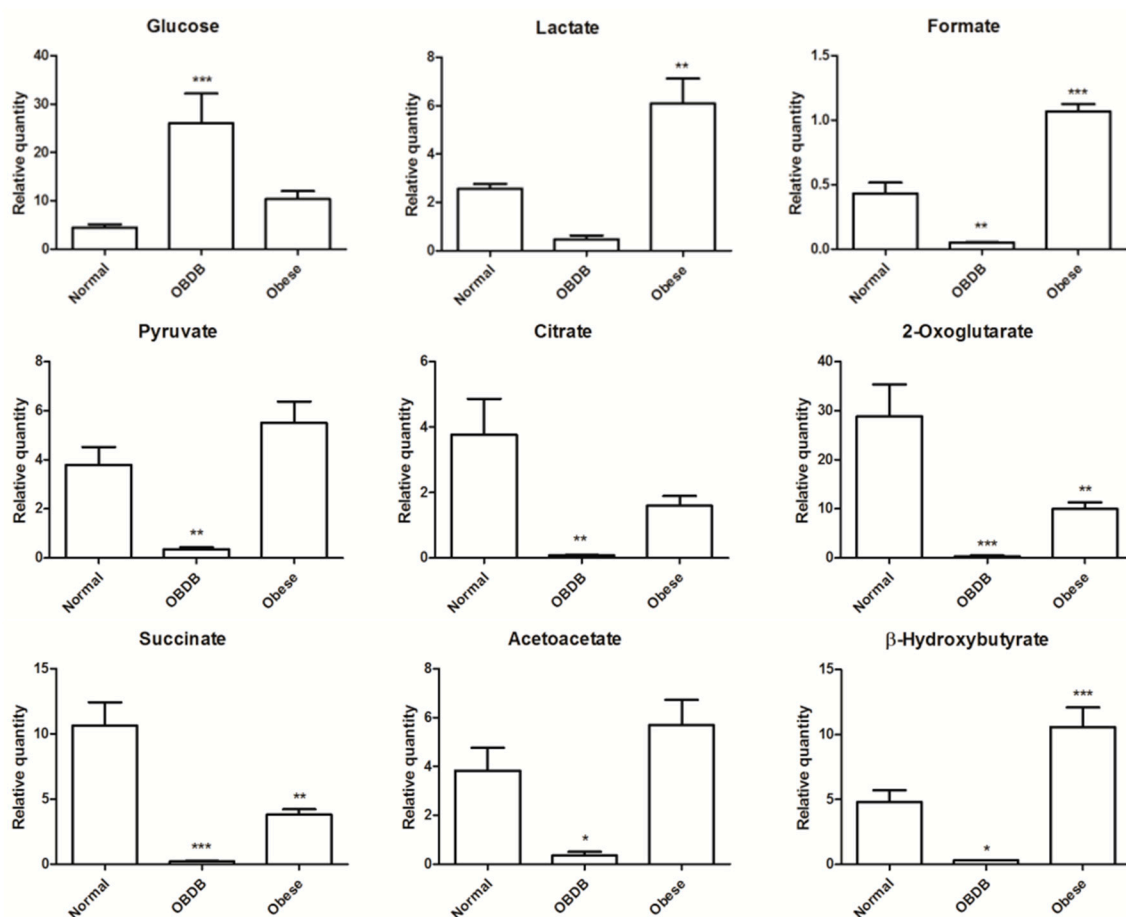 Glucose
Relative quantity
40
30
20
10
0
***
Normal
OBDB
Obese
Lactate
Relative quantity
8
6
4
2
0
**
Normal
OBDB
Obese
Formate
Relative quantity
1.5
1.0
0.5
0.0
**
***
Normal
OBDB
Obese
Pyruvate
Relative quantity
8
6
4
2
0
**
Normal
OBDB
Obese
Citrate
Relative quantity
6
4
2
0
**
Normal
OBDB
Obese
2-Oxoglutarate
Relative quantity
40
30
20
10
0
***
**
Normal
OBDB
Obese
Succinate
Relative quantity
15
10
5
0
***
**
Normal
OBDB
Obese
Acetoacetate
Relative quantity
8
6
4
2
0
*
Normal
OBDB
Obese
β-Hydroxybutyrate
Relative quantity
15
10
5
0
*
***
Normal
OBDB
Obese